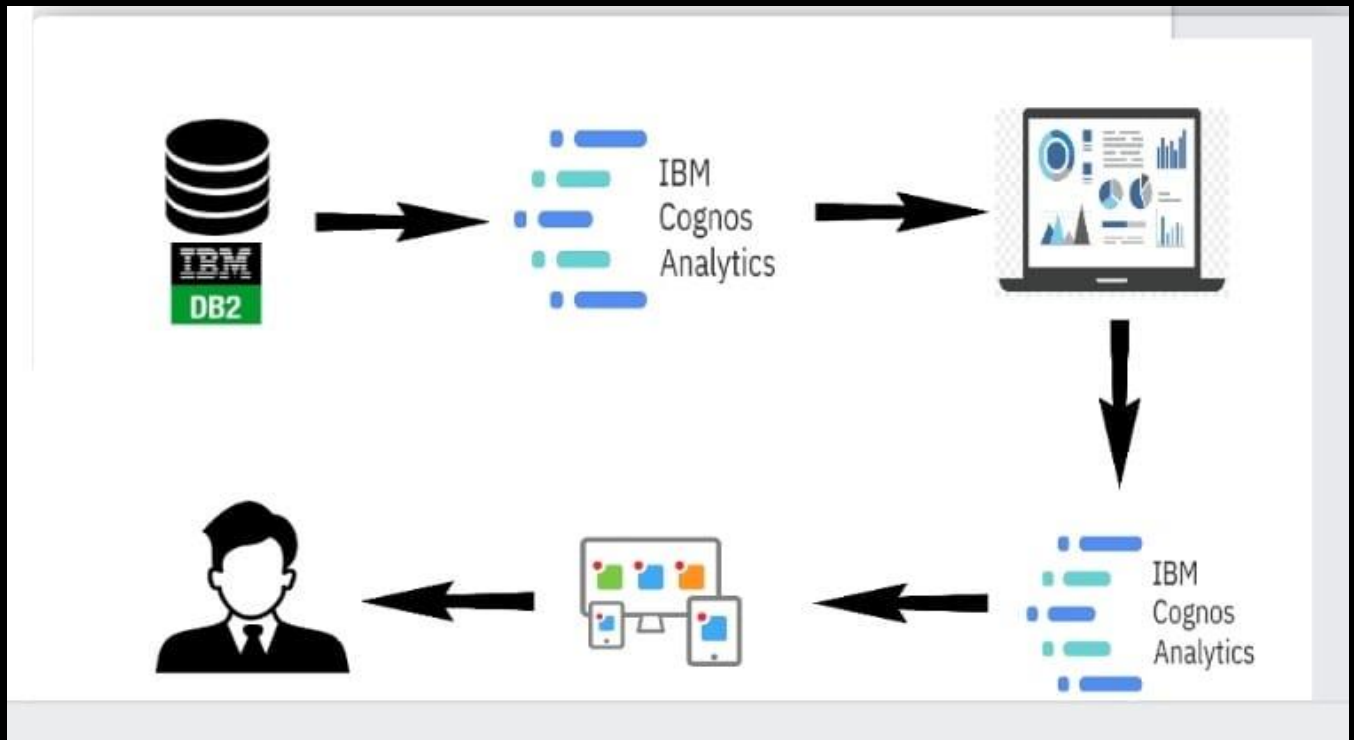 IBM
DB2
IBM
Cognos
Analytics
IBM
Cognos
Analytics